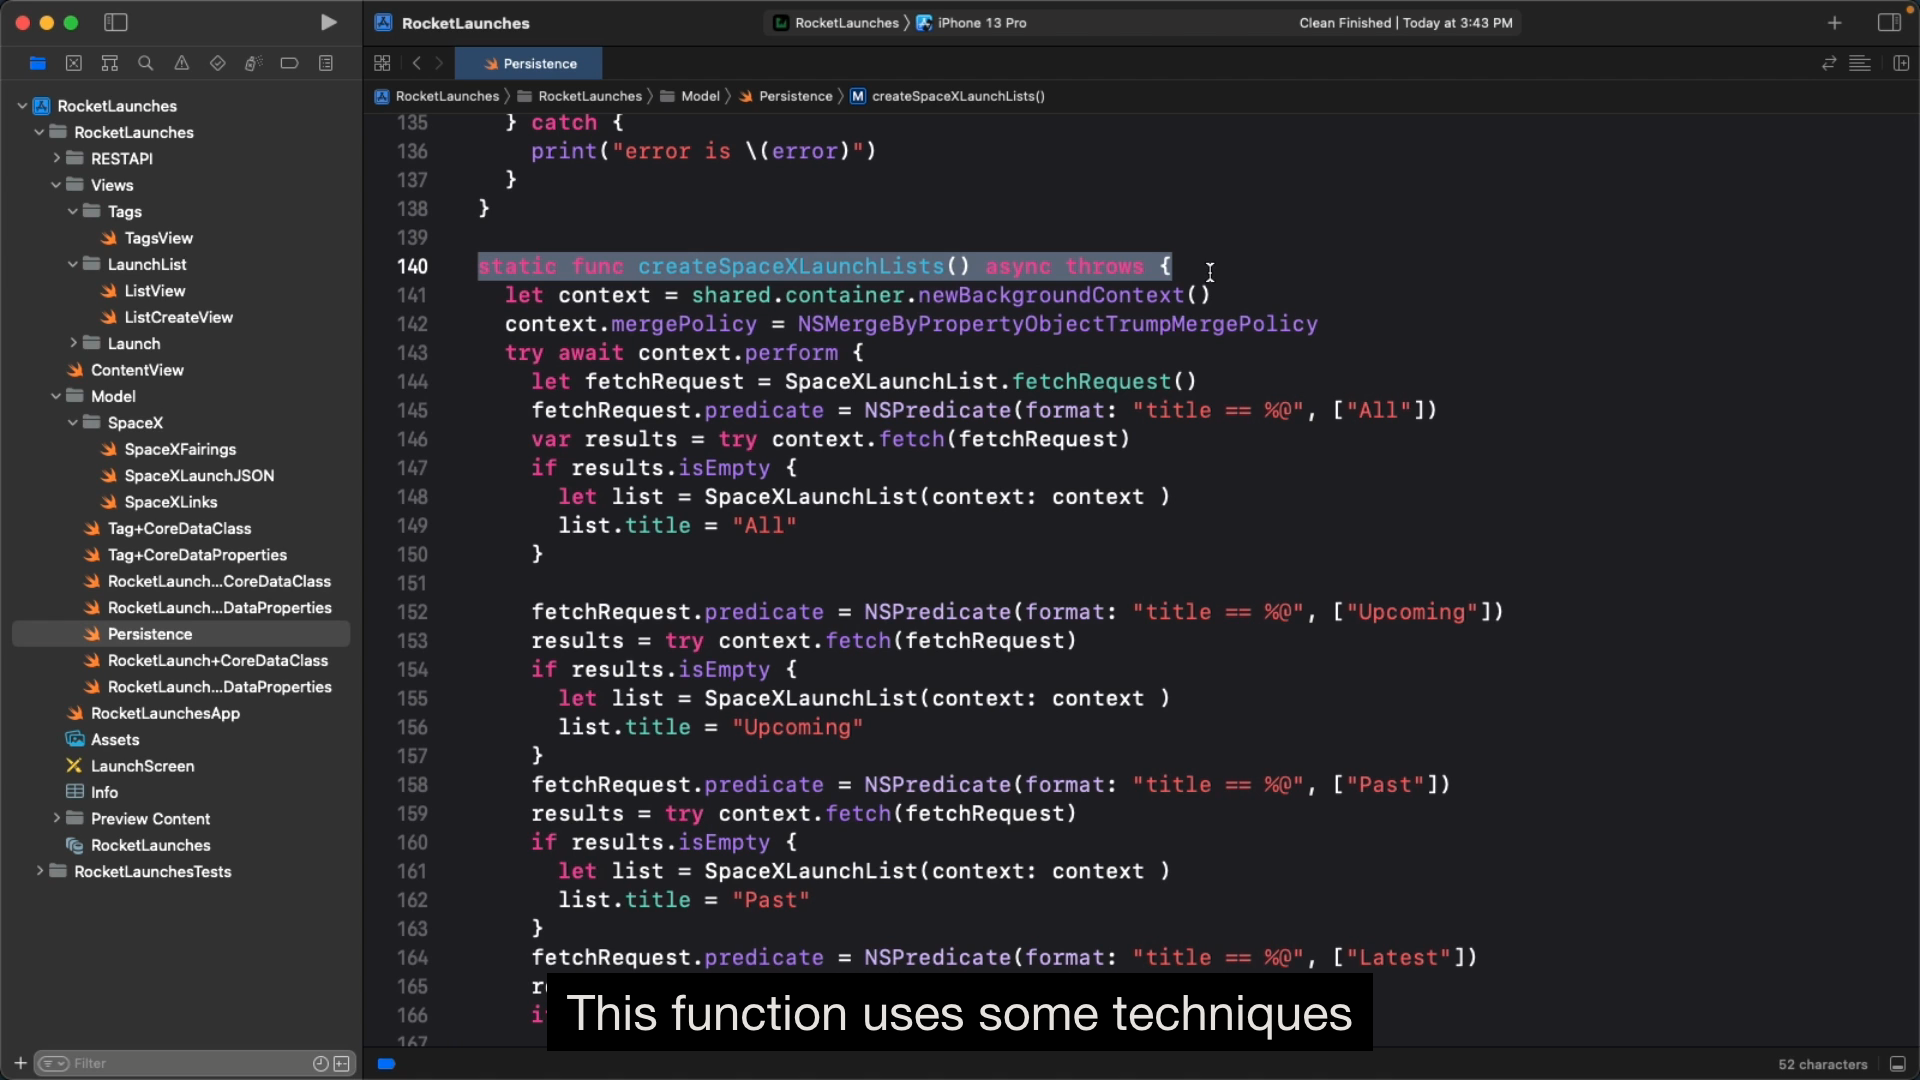 RocketLaunches
RocketLaunches 〉 iPhone 13 Pro
Clean Finished | Today at 3:43 PM
Persistence
RocketLaunches 〉 RocketLaunches 〉 Model 〉 Persistence 〉 M createSpaceXLaunchLists()
RocketLaunches
RocketLaunches
RESTAPI
Views
Tags
TagsView
LaunchList
ListView
ListCreateView
Launch
ContentView
Model
SpaceX
SpaceXFairings
SpaceXLaunchJSON
SpaceXLinks
Tag+CoreDataClass
Tag+CoreDataProperties
RocketLaunch...CoreDataClass
RocketLaunch...DataProperties
Persistence
RocketLaunch+CoreDataClass
RocketLaunch...DataProperties
RocketLaunchesApp
Assets
LaunchScreen
Info
Preview Content
RocketLaunches
RocketLaunchesTests
Filter
135 } catch {
136 print("error is \(error)")
137 }
138 }
139
140 static func createSpaceXLaunchLists() async throws {
141 let context = shared.container.newBackgroundContext()
142 context.mergePolicy = NSMergeByPropertyObjectTrumpMergePolicy
143 try await context.perform {
144 let fetchRequest = SpaceXLaunchList.fetchRequest()
145 fetchRequest.predicate = NSPredicate(format: "title == %@", ["All"])
146 var results = try context.fetch(fetchRequest)
147 if results.isEmpty {
148 let list = SpaceXLaunchList(context: context )
149 list.title = "All"
150 }
151
152 fetchRequest.predicate = NSPredicate(format: "title == %@", ["Upcoming"])
153 results = try context.fetch(fetchRequest)
154 if results.isEmpty {
155 let list = SpaceXLaunchList(context: context )
156 list.title = "Upcoming"
157 }
158 fetchRequest.predicate = NSPredicate(format: "title == %@", ["Past"])
159 results = try context.fetch(fetchRequest)
160 if results.isEmpty {
161 let list = SpaceXLaunchList(context: context )
162 list.title = "Past"
163 }
164 fetchRequest.predicate = NSPredicate(format: "title == %@", ["Latest"])
165
166
167
This function uses some techniques
52 characters